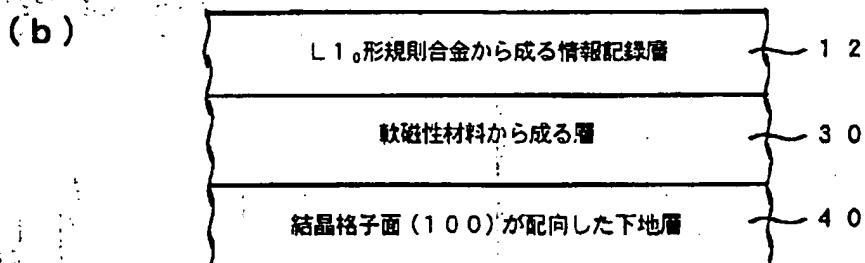 (b)
L1₀形規則合金から成る情報記録層 12
軟磁性材料から成る層 30
結晶格子面(100)が配向した下地層 40